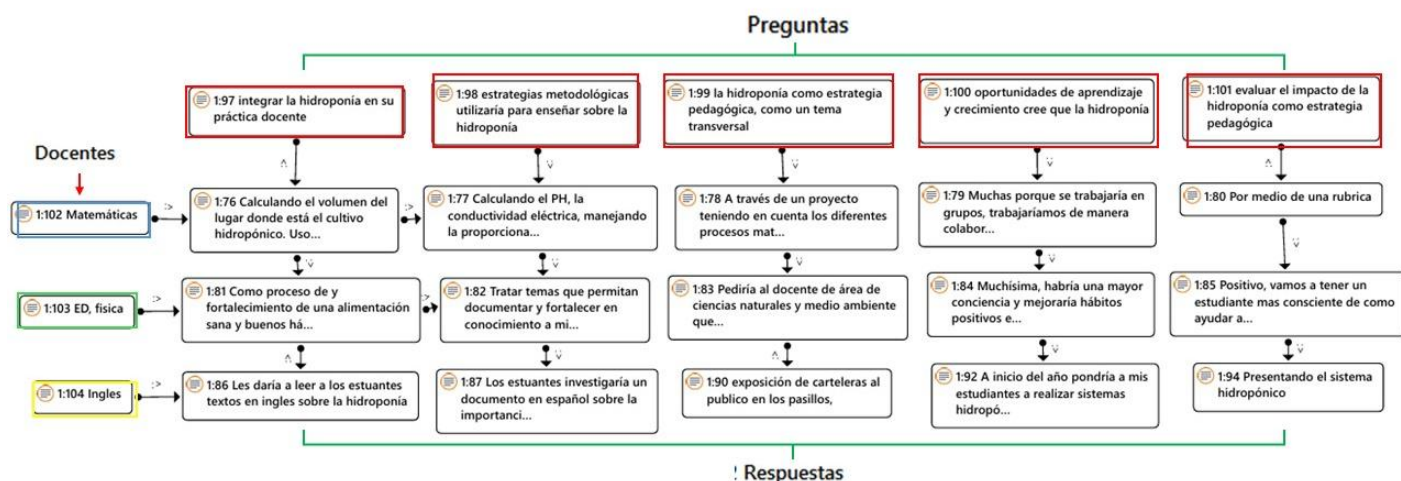 Preguntas
1:97 integrar la hidroponía en su
práctica docente
1:98 estrategias metodológicas
utilizaría para enseñar sobre la
hidroponía
1:99 la hidroponía como estrategia
pedagógica, como un tema
transversal
1:100 oportunidades de aprendizaje
y crecimiento cree que la hidroponía
1:101 evaluar el impacto de la
hidroponía como estrategia
pedagógica
Docentes
1:102 Matemáticas
1:76 Calculando el volumen del
lugar donde está el cultivo
hidropónico. Uso...
1:77 Calculando el PH, la
conductividad eléctrica, manejando
la proporciona...
1:78 A través de un proyecto
teniendo en cuenta los diferentes
procesos mat...
1:79 Muchas porque se trabajaría en
grupos, trabajaríamos de manera
colabor...
1:80 Por medio de una rubrica
1:103 ED, fisica
1:81 Como proceso de y
fortalecimiento de una alimentación
sana y buenos há...
1:82 Tratar temas que permitan
documentar y fortalecer en
conocimiento a mi...
1:83 Pediría al docente de área de
ciencias naturales y medio ambiente
que...
1:84 Muchísima, habría una mayor
conciencia y mejoraría hábitos
positivos e...
1:85 Positivo, vamos a tener un
estudiante mas consciente de como
ayudar a...
1:104 Ingles
1:86 Les daría a leer a los estuantes
textos en ingles sobre la hidroponía
1:87 Los estuantes investigaría un
documento en español sobre la
importanci...
1:90 exposición de carteleras al
publico en los pasillos,
1:92 A inicio del año pondría a mis
estudiantes a realizar sistemas
hidropó...
1:94 Presentando el sistema
hidropónico
Respuestas